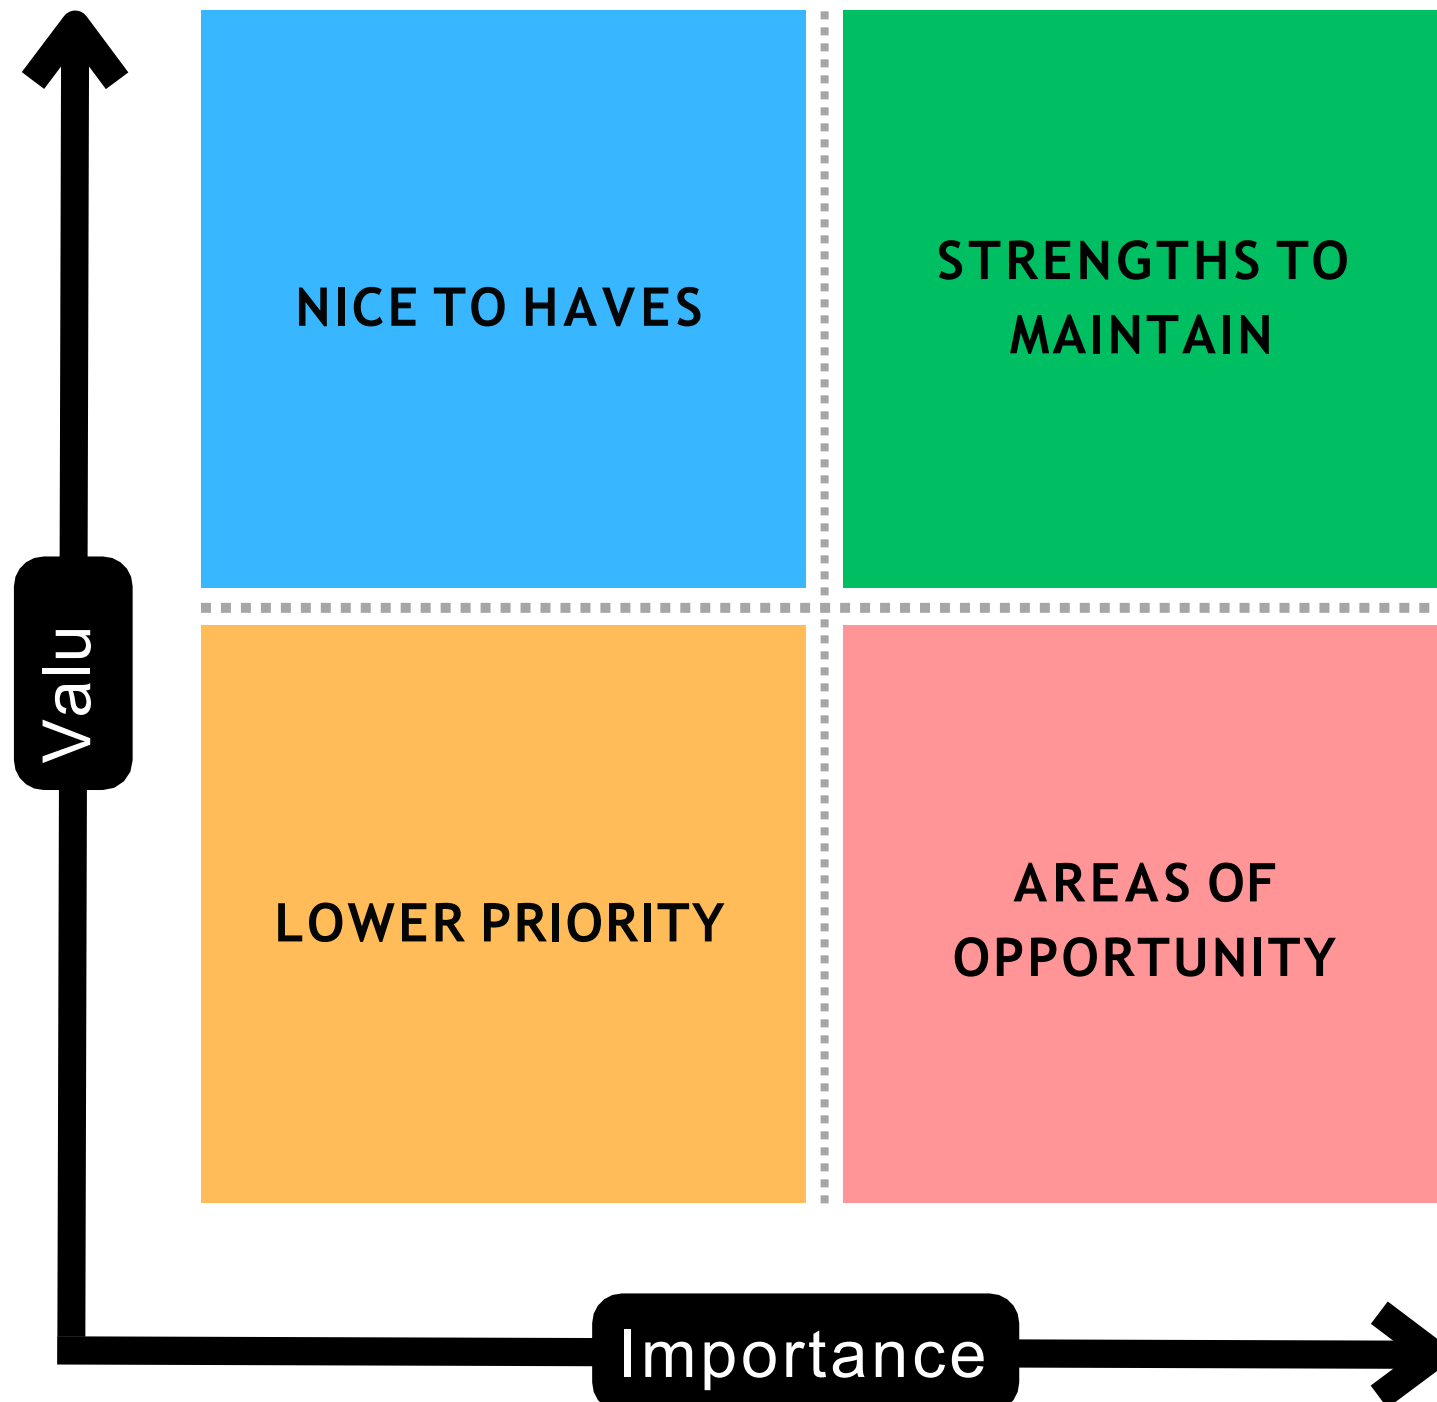 NICE TO HAVES
STRENGTHS TO
MAINTAIN
Valu
LOWER PRIORITY
AREAS OF
OPPORTUNITY
Importance